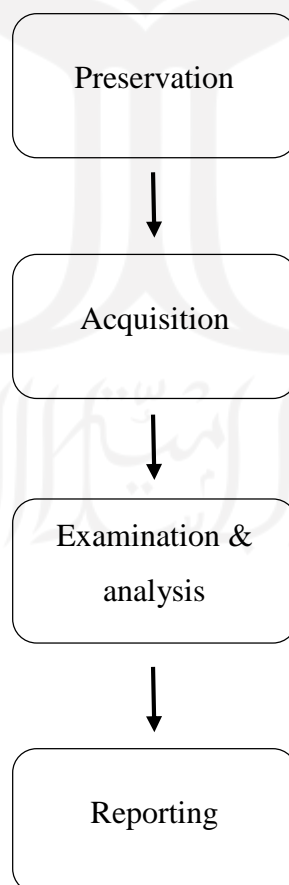 Preservation
Acquisition
Examination &
analysis
Reporting